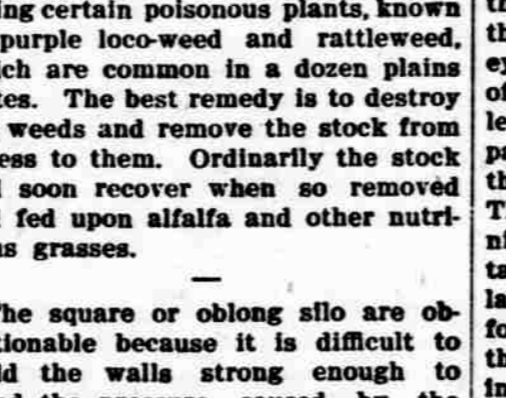 ing certain poisonous plants, known
purple loco-weed and rattleweed,
ich are common in a dozen plains
tes. The best remedy is to destroy
weeds and remove the stock from
ess to them. Ordinarily the stock
l soon recover when so removed
fed upon alfalfa and other nutri-
us grasses.
The square or oblong silo are ob-
tionable because it is difficult to
ld the walls strong enough to